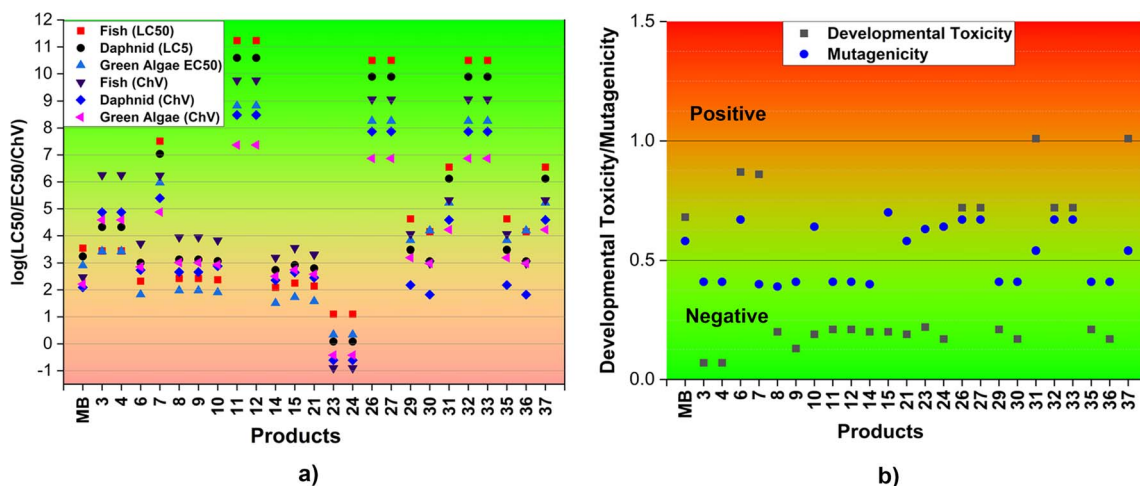 12
11
10
9
8
7
6
5
4
3
2
1
0
-1
log(LC50/EC50/ChV)
Fish (LC50)
Daphnid (LC5)
Green Algae EC50)
Fish (ChV)
Daphnid (ChV)
Green Algae (ChV)
MB 3 4 6 7 8 9 10 11 12 14 15 21 23 24 26 27 29 30 31 32 33 35 36 37
Products
a)
1.5
1.0
0.5
0.0
Developmental Toxicity/Mutagenicity
Developmental Toxicity
Mutagenicity
Positive
Negative
MB 3 4 6 7 8 9 10 11 12 14 15 21 23 24 26 27 29 30 31 32 33 35 36 37
Products
b)